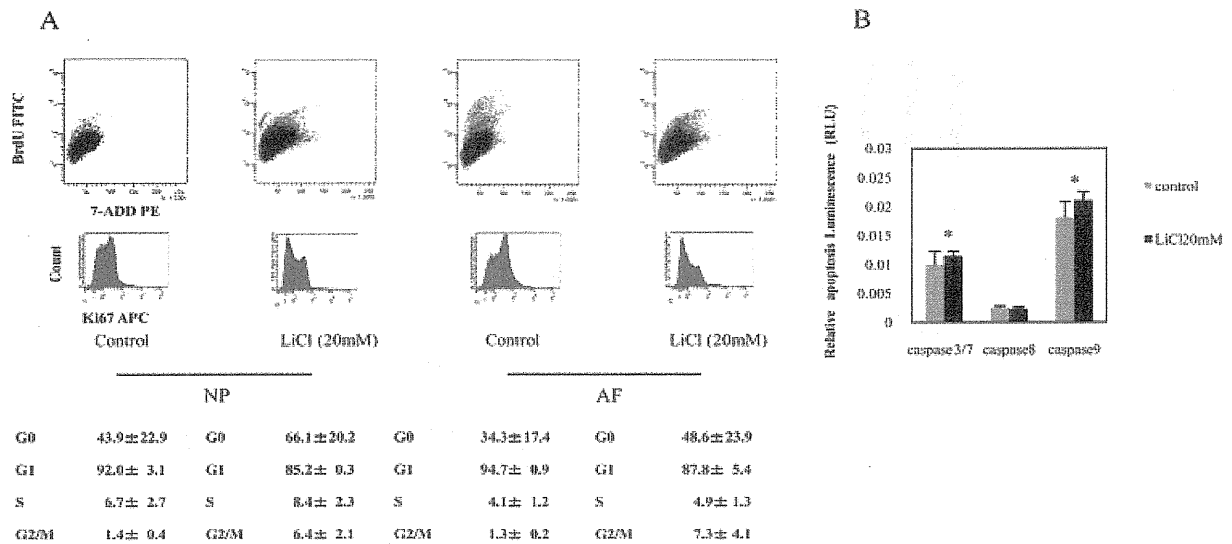 A
B
BrdU FITC
7-ADD PE
Count
Ki67 APC
Control
LiCl (20mM)
Control
LiCl (20mM)
NP
AF
G0 43.9±22.9 G0 66.1±20.2 G0 34.3±17.4 G0 48.6±23.9
G1 92.0± 3.1 G1 85.2± 0.3 G1 94.7± 0.9 G1 87.8± 5.4
S 6.7± 2.7 S 8.4± 2.3 S 4.1± 1.2 S 4.9± 1.3
G2/M 1.4± 0.4 G2/M 6.4± 2.1 G2/M 1.3± 0.2 G2/M 7.3± 4.1
Relative apoptosis Luminescence (RLU)
0.03
0.025
0.02
0.015
0.01
0.005
0
*
*
caspase3/7 caspase8 caspase9
control
LiCl20mM